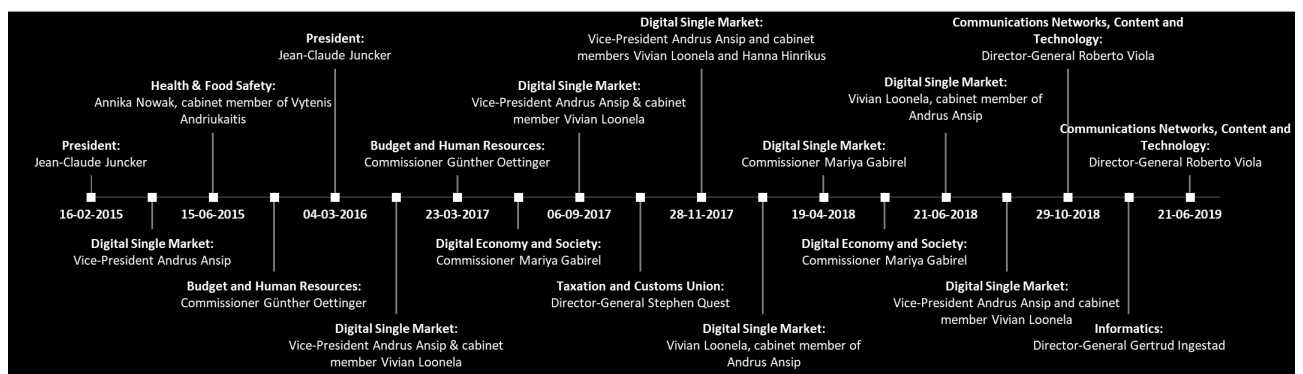 Digital Single Market:
Vice-President Andrus Ansip and cabinet
members Vivian Loonela and Hanna Hinrikus
Communications Networks, Content and
Technology:
Director-General Roberto Viola
President:
Jean-Claude Juncker
Health & Food Safety:
Annika Nowak, cabinet member of Vytenis
Andriukaitis
Digital Single Market:
Vice-President Andrus Ansip & cabinet
member Vivian Loonela
Digital Single Market:
Vivian Loonela, cabinet member of
Andrus Ansip
President:
Jean-Claude Juncker
Budget and Human Resources:
Commissioner Günther Oettinger
Digital Single Market:
Commissioner Mariya Gabirel
Communications Networks, Content and
Technology:
Director-General Roberto Viola
16-02-2015
15-06-2015
04-03-2016
23-03-2017
06-09-2017
28-11-2017
19-04-2018
21-06-2018
29-10-2018
21-06-2019
Digital Single Market:
Vice-President Andrus Ansip
Digital Economy and Society:
Commissioner Mariya Gabirel
Digital Economy and Society:
Commissioner Mariya Gabirel
Budget and Human Resources:
Commissioner Günther Oettinger
Taxation and Customs Union:
Director-General Stephen Quest
Digital Single Market:
Vice-President Andrus Ansip and cabinet
member Vivian Loonela
Digital Single Market:
Vice-President Andrus Ansip & cabinet
member Vivian Loonela
Digital Single Market:
Vivian Loonela, cabinet member of
Andrus Ansip
Informatics:
Director-General Gertrud Ingestad